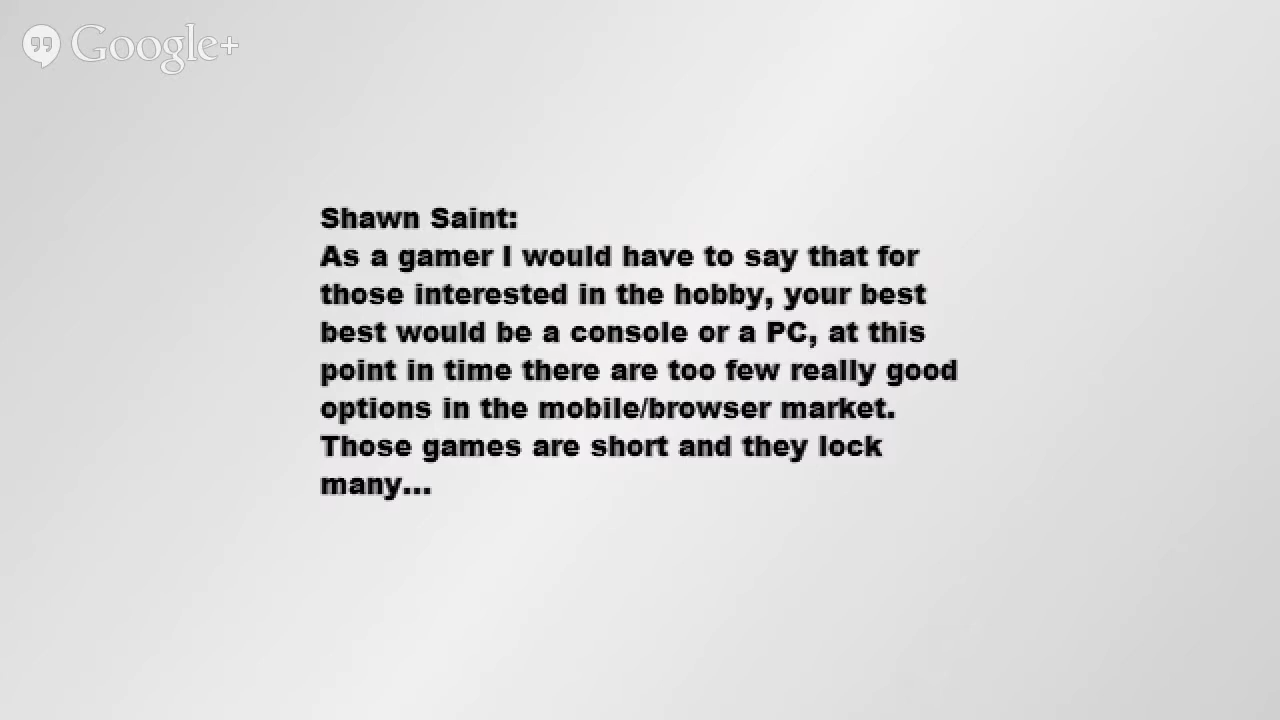 Google+
Shawn Saint:
As a gamer I would have to say that for
those interested in the hobby, your best
best would be a console or a PC, at this
point in time there are too few really good
options in the mobile/browser market.
Those games are short and they lock
many...